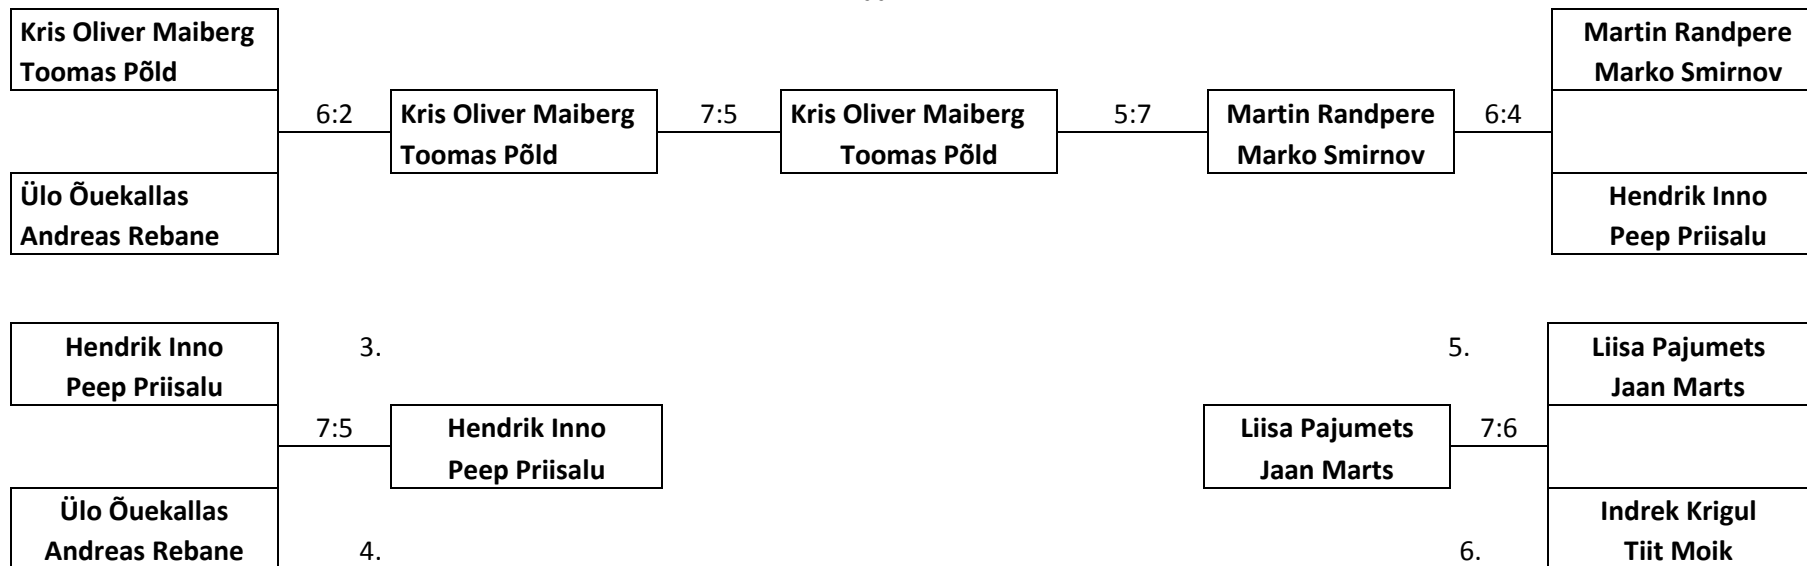 Kris Oliver Maiberg
Toomas Põld
Martin Randpere
Marko Smirnov
6:2
Kris Oliver Maiberg
Toomas Põld
7:5
Kris Oliver Maiberg
Toomas Põld
5:7
Martin Randpere
Marko Smirnov
6:4
Ülo Õuekallas
Andreas Rebane
Hendrik Inno
Peep Priisalu
Hendrik Inno
Peep Priisalu
3.
5.
Liisa Pajumets
Jaan Marts
7:5
Hendrik Inno
Peep Priisalu
Liisa Pajumets
Jaan Marts
7:6
Ülo Õuekallas
Andreas Rebane
4.
6.
Indrek Krigul
Tiit Moik